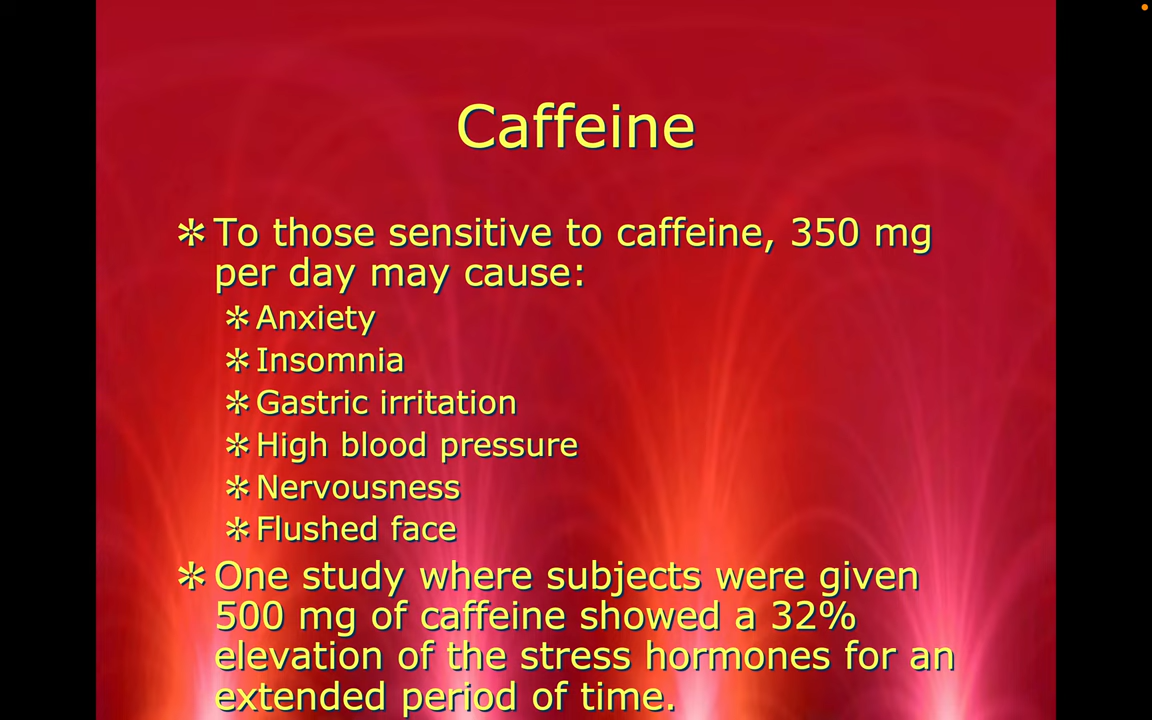 Caffeine
✲ To those sensitive to caffeine, 350 mg
per day may cause:
✲ Anxiety
✲ Insomnia
✲ Gastric irritation
✲ High blood pressure
✲ Nervousness
✲ Flushed face
✲ One study where subjects were given
500 mg of caffeine showed a 32%
elevation of the stress hormones for an
extended period of time.